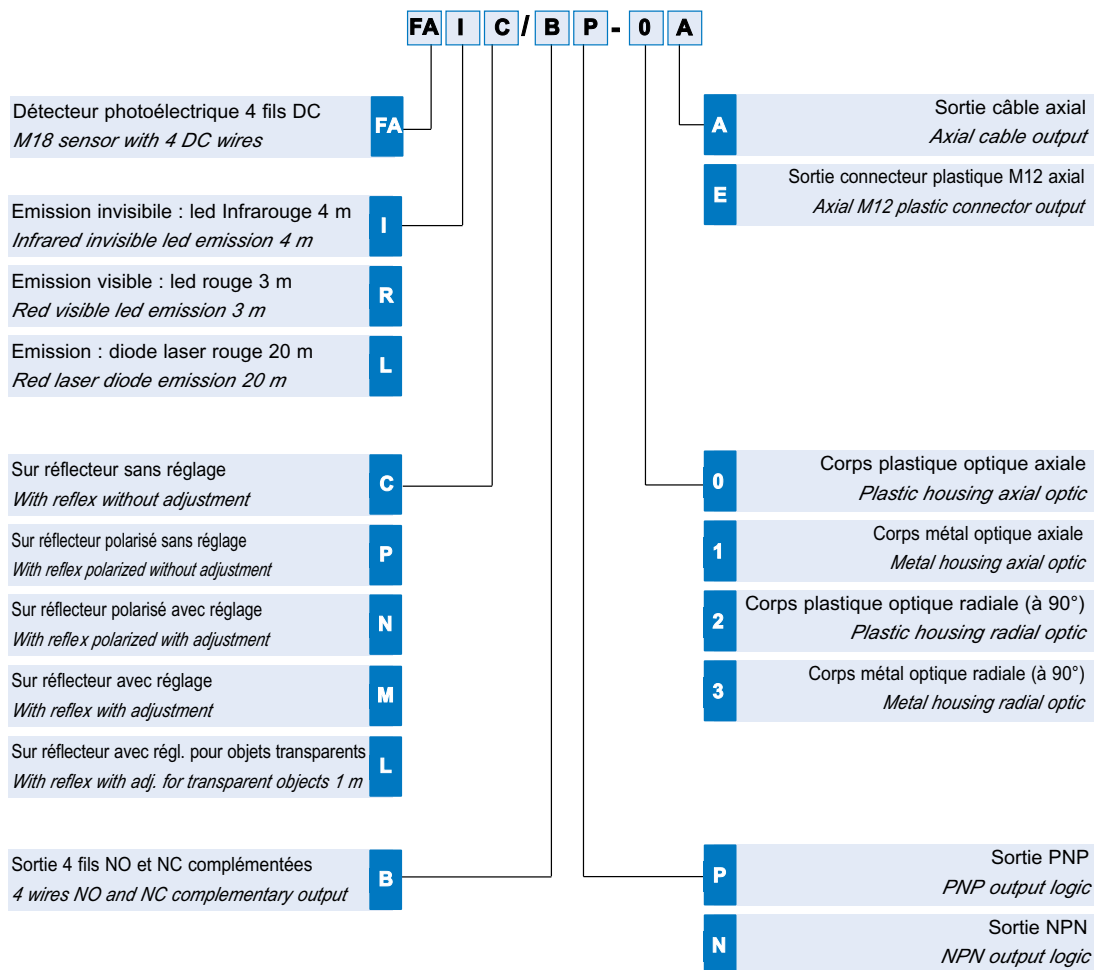 FA I C / B P - 0 A
Détecteur photoélectrique 4 fils DC
M18 sensor with 4 DC wires
FA
Emission invisibile : led Infrarouge 4 m
Infrared invisible led emission 4 m
I
Emission visible : led rouge 3 m
Red visible led emission 3 m
R
Emission : diode laser rouge 20 m
Red laser diode emission 20 m
L
Sur réflecteur sans réglage
With reflex without adjustment
C
Sur réflecteur polarisé sans réglage
With reflex polarized without adjustment
P
Sur réflecteur polarisé avec réglage
With reflex polarized with adjustment
N
Sur réflecteur avec réglage
With reflex with adjustment
M
Sur réflecteur avec régl. pour objets transparents
With reflex with adj. for transparent objects 1 m
L
Sortie 4 fils NO et NC complémentées
4 wires NO and NC complementary output
B
A
Sortie câble axial
Axial cable output
E
Sortie connecteur plastique M12 axial
Axial M12 plastic connector output
0
Corps plastique optique axiale
Plastic housing axial optic
1
Corps métal optique axiale
Metal housing axial optic
2
Corps plastique optique radiale (à 90°)
Plastic housing radial optic
3
Corps métal optique radiale (à 90°)
Metal housing radial optic
P
Sortie PNP
PNP output logic
N
Sortie NPN
NPN output logic